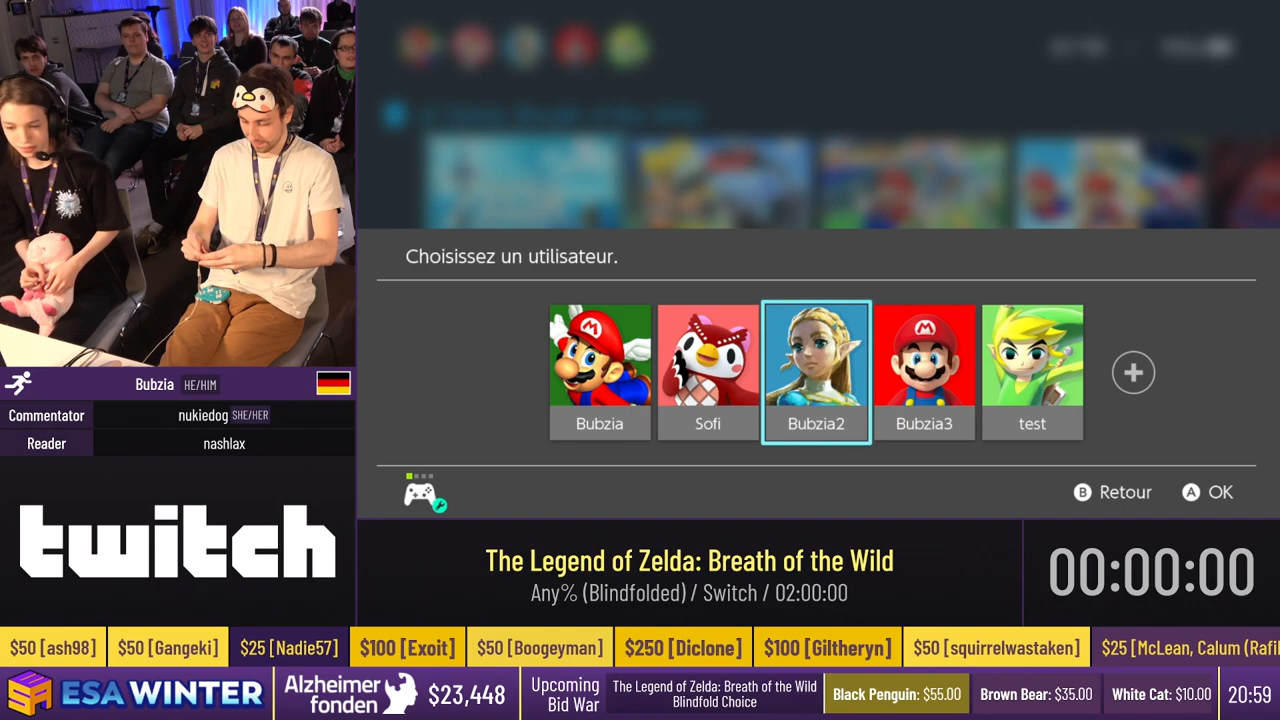 Choisissez un utilisateur.
Bubzia
Sofi
Bubzia2
Bubzia3
test
B Retour
A OK
Bubzia HE/HIM
Commentator nukiedog SHE/HER
Reader nashlax
twitch
The Legend of Zelda: Breath of the Wild
Any% (Blindfolded) / Switch / 02:00:00
00:00:00
$50 [ash98] $50 [Gangeki] $25 [Nadie57] $100 [Exoit] $50 [Boogeyman] $250 [Diclone] $100 [Giltheryn] $50 [squirrelwastaken] $25 [McLean, Calum (Rafil
ESA WINTER
Alzheimer
fonden
$23,448
Upcoming
Bid War
The Legend of Zelda: Breath of the Wild
Blindfold Choice
Black Penguin: $55.00
Brown Bear: $35.00
White Cat: $10.00
20:59